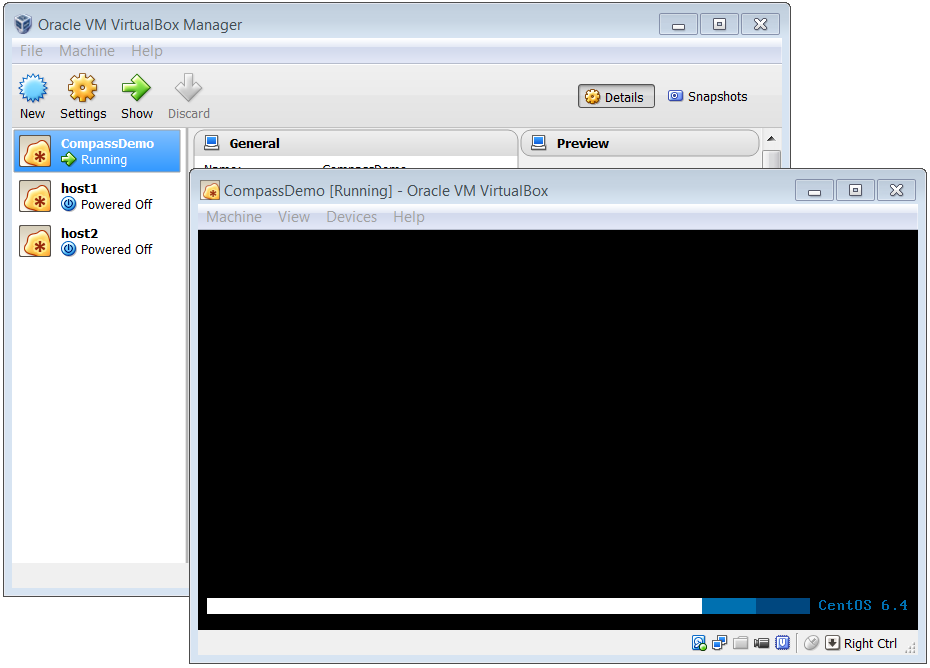 Oracle VM VirtualBox Manager
File Machine Help
New Settings Show Discard Details Snapshots
CompassDemo
Running
General Preview
Name: CompassDemo
host1
Powered Off
host2
Powered Off
CompassDemo [Running] - Oracle VM VirtualBox
Machine View Devices Help
CentOS 6.4
Right Ctrl